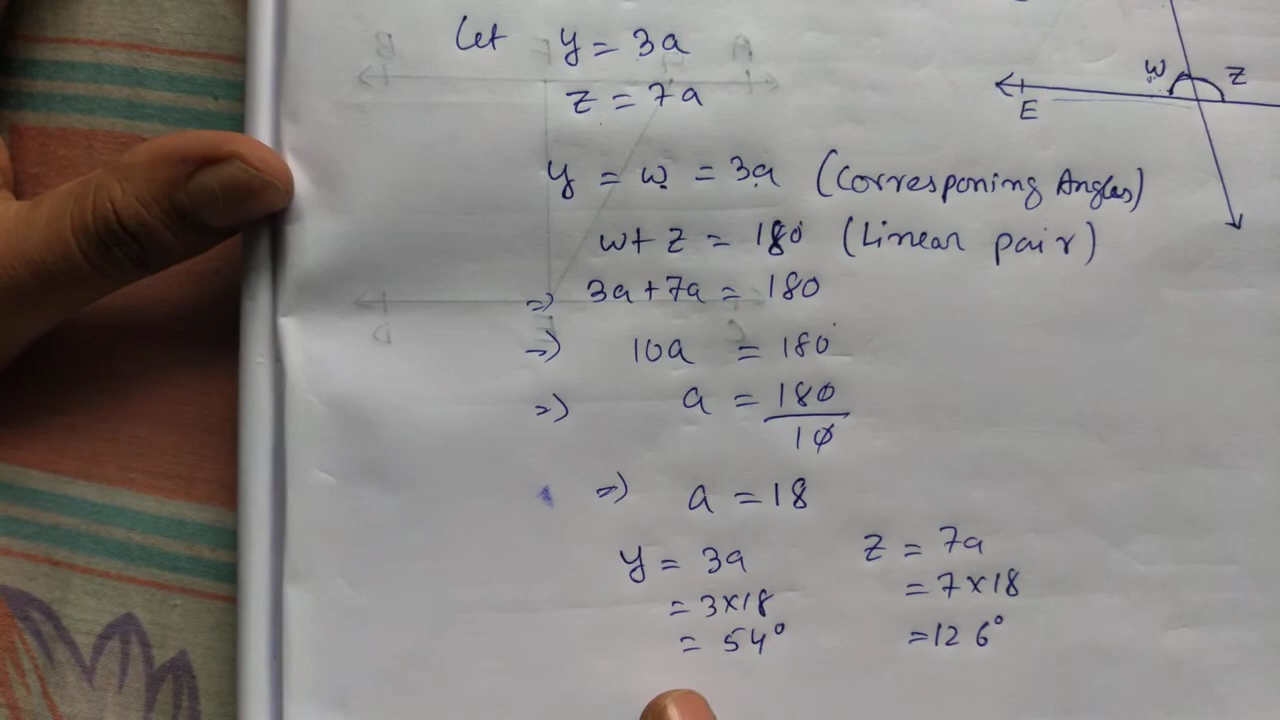 Let y = 3a
z = 7a
w z
E
y = w = 3a (Corresponing Angles)
w + z = 180 (Linear pair)
=> 3a + 7a = 180
=> 10a = 180
=> a = 180/10
=> a = 18
y = 3a z = 7a
= 3×18 = 7×18
= 54° = 126°